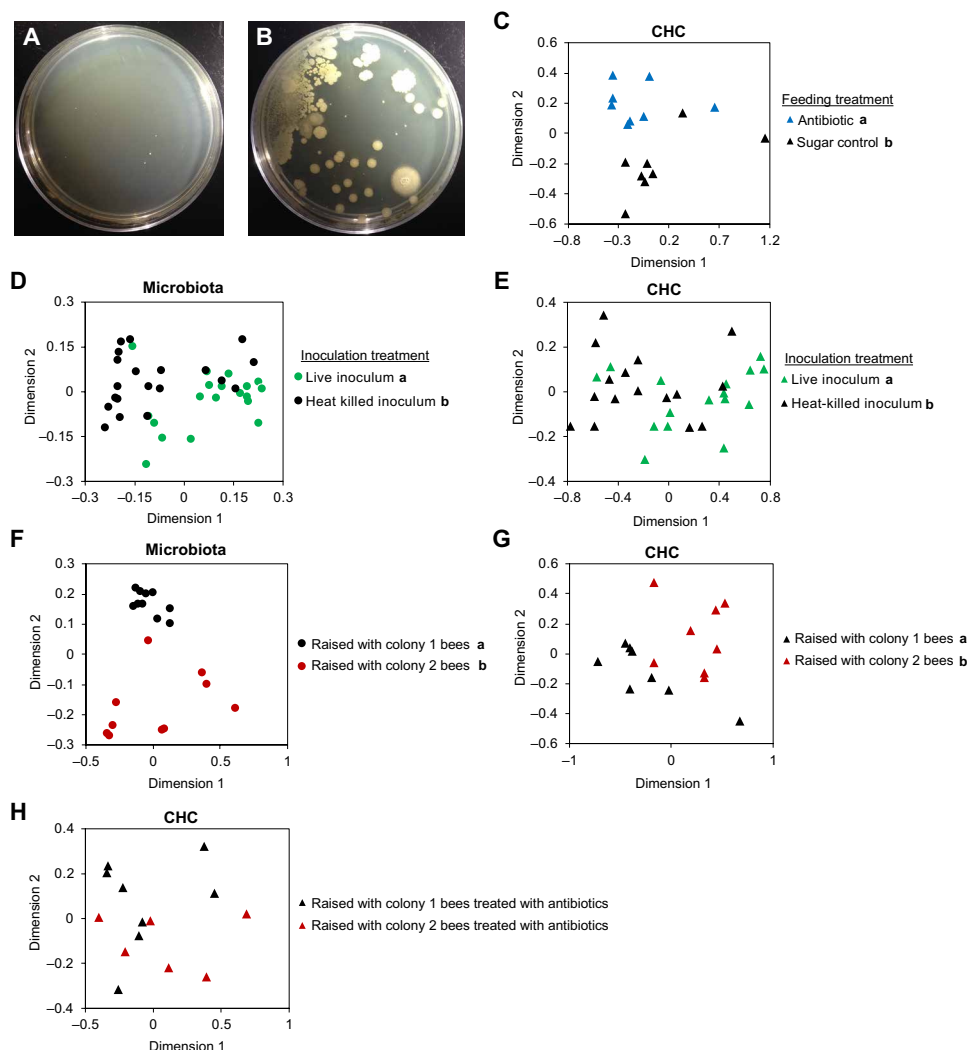 A
B
C
CHC
0.6
0.4
0.2
0
–0.2
–0.4
–0.6
Dimension 2
–0.8
–0.3
0.2
0.7
1.2
Dimension 1
Feeding treatment
Antibiotic a
Sugar control b
D
Microbiota
0.3
0.15
0
–0.15
–0.3
Dimension 2
–0.3
–0.15
0
0.15
0.3
Dimension 1
Inoculation treatment
Live inoculum a
Heat killed inoculum b
E
CHC
0.4
0.2
0
–0.2
–0.4
Dimension 2
–0.8
–0.4
0
0.4
0.8
Dimension 1
Inoculation treatment
Live inoculum a
Heat-killed inoculum b
F
Microbiota
0.3
0.2
0.1
0
–0.1
–0.2
–0.3
Dimension 2
–0.5
0
0.5
1
Dimension 1
Raised with colony 1 bees a
Raised with colony 2 bees b
G
CHC
0.6
0.4
0.2
0
–0.2
–0.4
–0.6
Dimension 2
–1
0
1
Dimension 1
Raised with colony 1 bees a
Raised with colony 2 bees b
H
CHC
0.4
0.2
0
–0.2
–0.4
Dimension 2
–0.5
0
0.5
1
Dimension 1
Raised with colony 1 bees treated with antibiotics
Raised with colony 2 bees treated with antibiotics